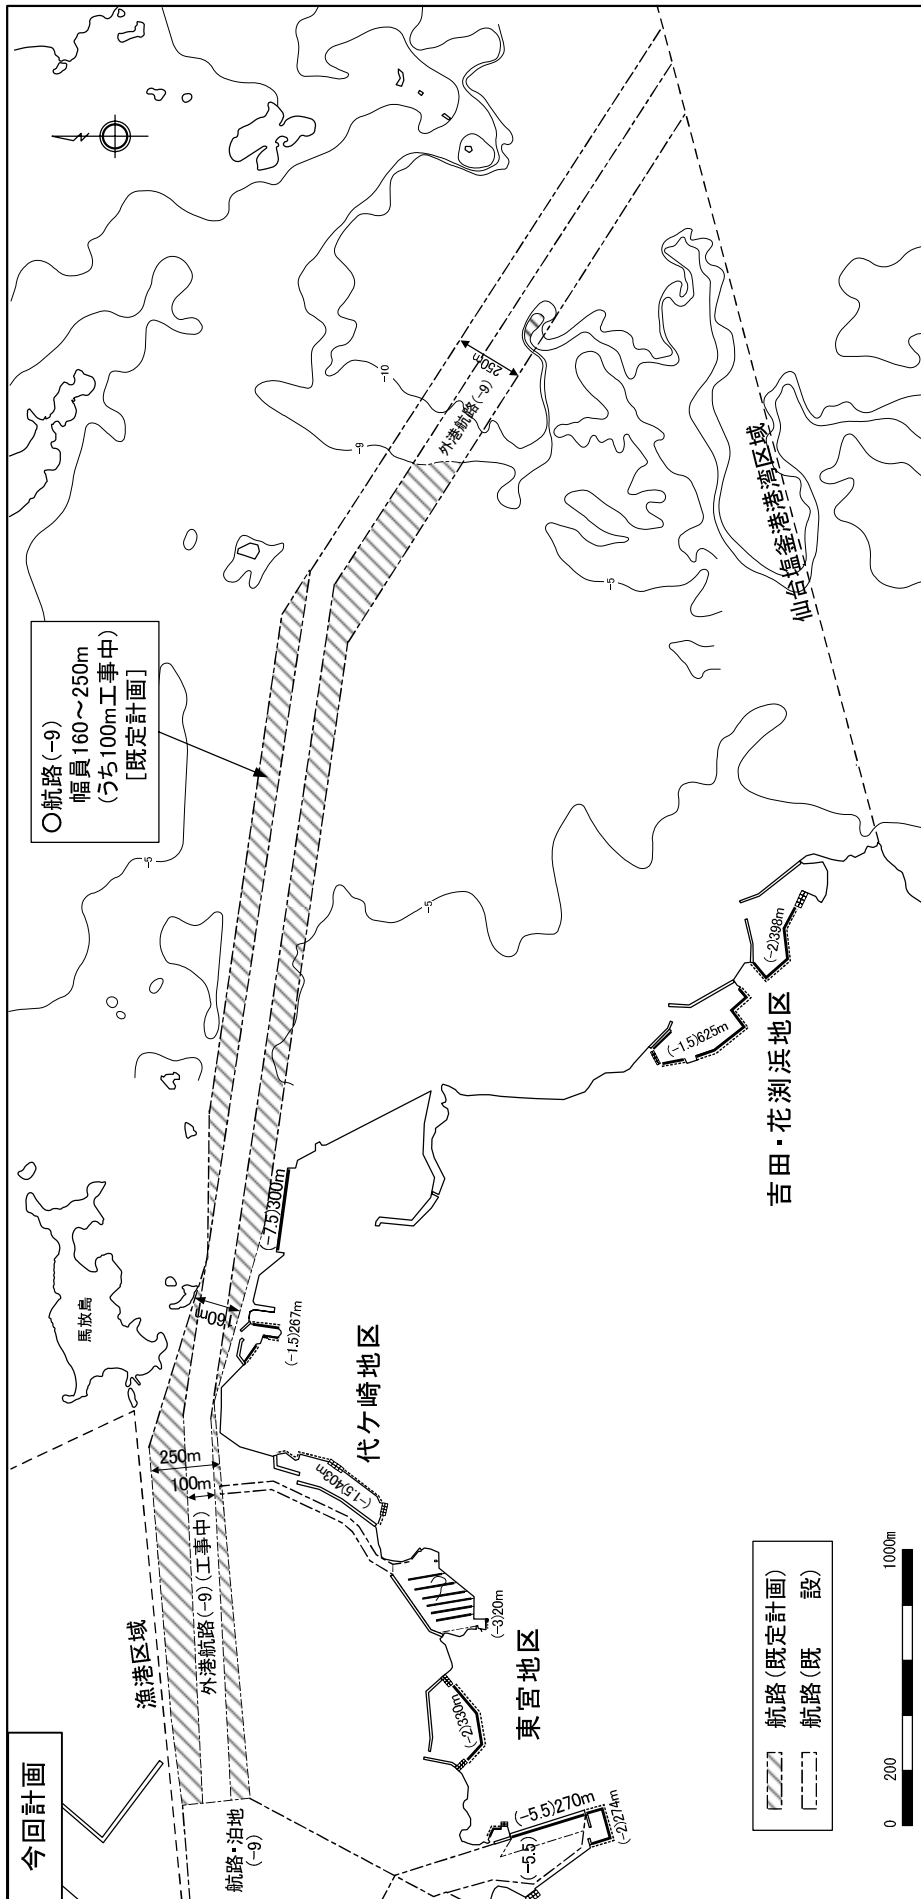 今回計画
○航路(-9)
幅員160～250m
(うち100m工事中)
[既定計画]
漁港区域
馬放島
航路・泊地
(-9)
外港航路(-9)(工事中)
250m
100m
160m
外港航路(-9)
250m
-5
-5
-9
-10
-5
仙台塩釜港港湾区域
(-7.5)300m
(-1.5)267m
代ケ崎地区
(-1.5)403m
(-3)20m
東宮地区
(-2)330m
(-5.5)270m
(-5.5)
(-2)274m
吉田・花渕浜地区
(-1.5)625m
(-2)398m
航路(既定計画)
航路(既　　設)
0 200 1000m